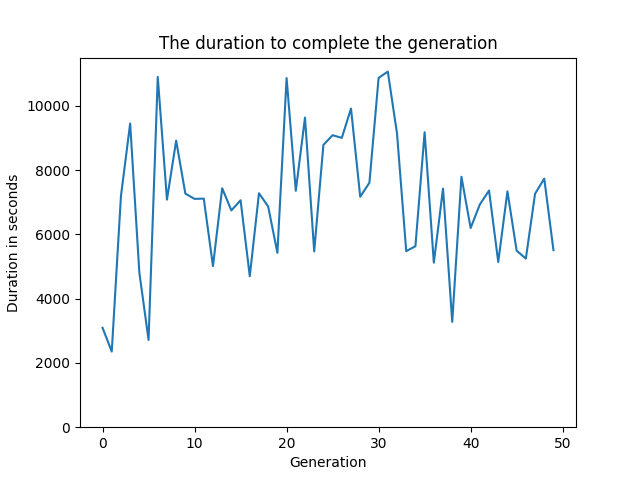 The duration to complete the generation
Duration in seconds
10000
8000
6000
4000
2000
0
0 10 20 30 40 50
Generation